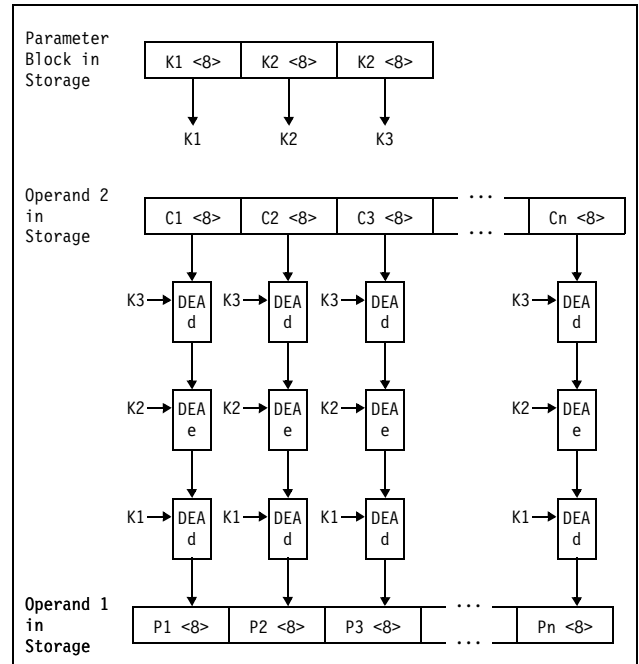 Parameter
Block in
Storage
K1 <8> K2 <8> K2 <8>
K1 K2 K3
Operand 2
in
Storage
C1 <8> C2 <8> C3 <8> ... ... Cn <8>
K3 DEA K3 DEA K3 DEA K3 DEA
d d d d
K2 DEA K2 DEA K2 DEA K2 DEA
e e e e
K1 DEA K1 DEA K1 DEA K1 DEA
d d d d
Operand 1
in
Storage
P1 <8> P2 <8> P3 <8> ... ... Pn <8>